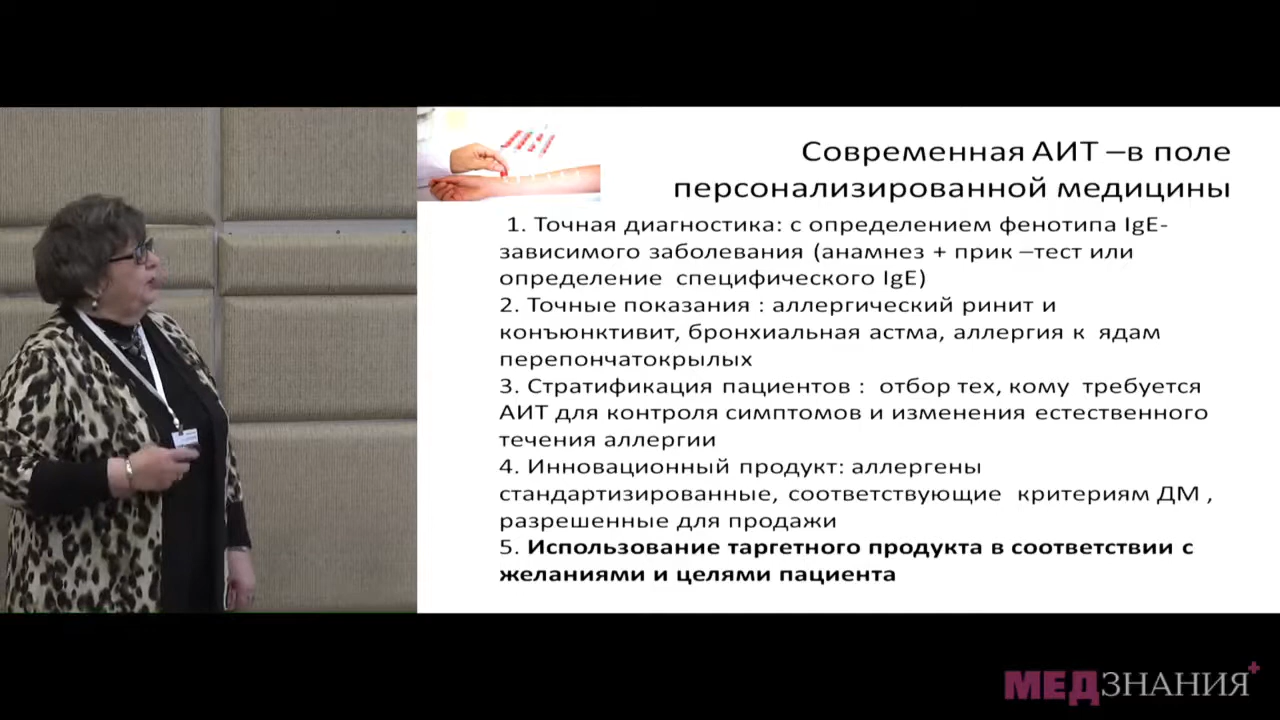 Современная АИТ –в поле
персонализированной медицины
1. Точная диагностика: с определением фенотипа IgE-
зависимого заболевания (анамнез + прик –тест или
определение специфического IgE)
2. Точные показания : аллергический ринит и
конъюнктивит, бронхиальная астма, аллергия к ядам
перепончатокрылых
3. Стратификация пациентов : отбор тех, кому требуется
АИТ для контроля симптомов и изменения естественного
течения аллергии
4. Инновационный продукт: аллергены
стандартизированные, соответствующие критериям ДМ ,
разрешенные для продажи
5. Использование таргетного продукта в соответствии с
желаниями и целями пациента
МЕДЗНАНИЯ+